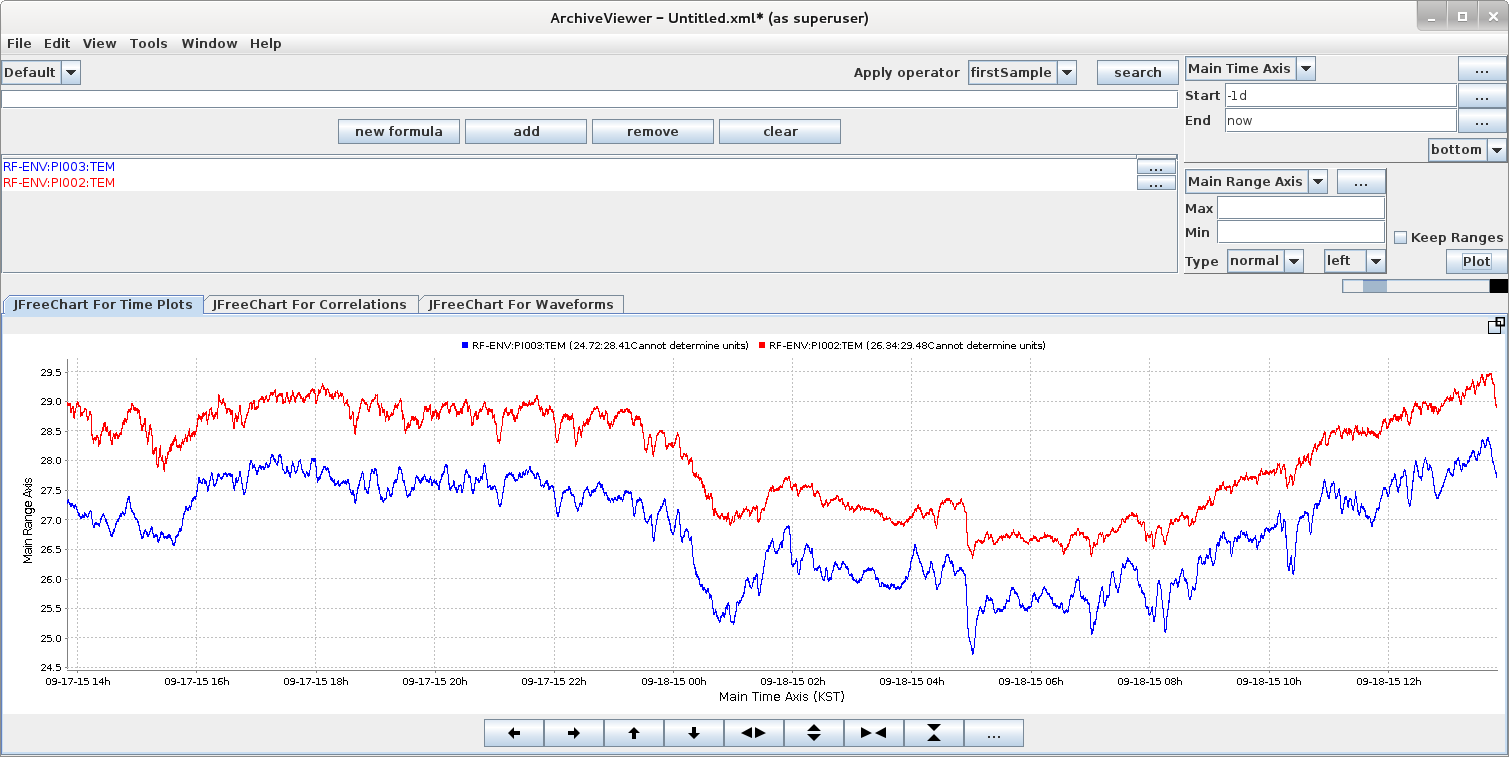 ArchiveViewer – Untitled.xml* (as superuser)
File Edit View Tools Window Help
Default Apply operator firstSample search
new formula add remove clear
RF-ENV:PI003:TEM ...
RF-ENV:PI002:TEM ...
Main Time Axis ...
Start -1d ...
End now ...
bottom
Main Range Axis ...
Max
Min
Keep Ranges
Type normal left Plot
JFreeChart For Time Plots JFreeChart For Correlations JFreeChart For Waveforms
RF-ENV:PI003:TEM (24.72:28.41Cannot determine units) RF-ENV:PI002:TEM (26.34:29.48Cannot determine units)
Main Range Axis
29.5
29.0
28.5
28.0
27.5
27.0
26.5
26.0
25.5
25.0
24.5
09-17-15 14h 09-17-15 16h 09-17-15 18h 09-17-15 20h 09-17-15 22h 09-18-15 00h 09-18-15 02h 09-18-15 04h 09-18-15 06h 09-18-15 08h 09-18-15 10h 09-18-15 12h
Main Time Axis (KST)
...